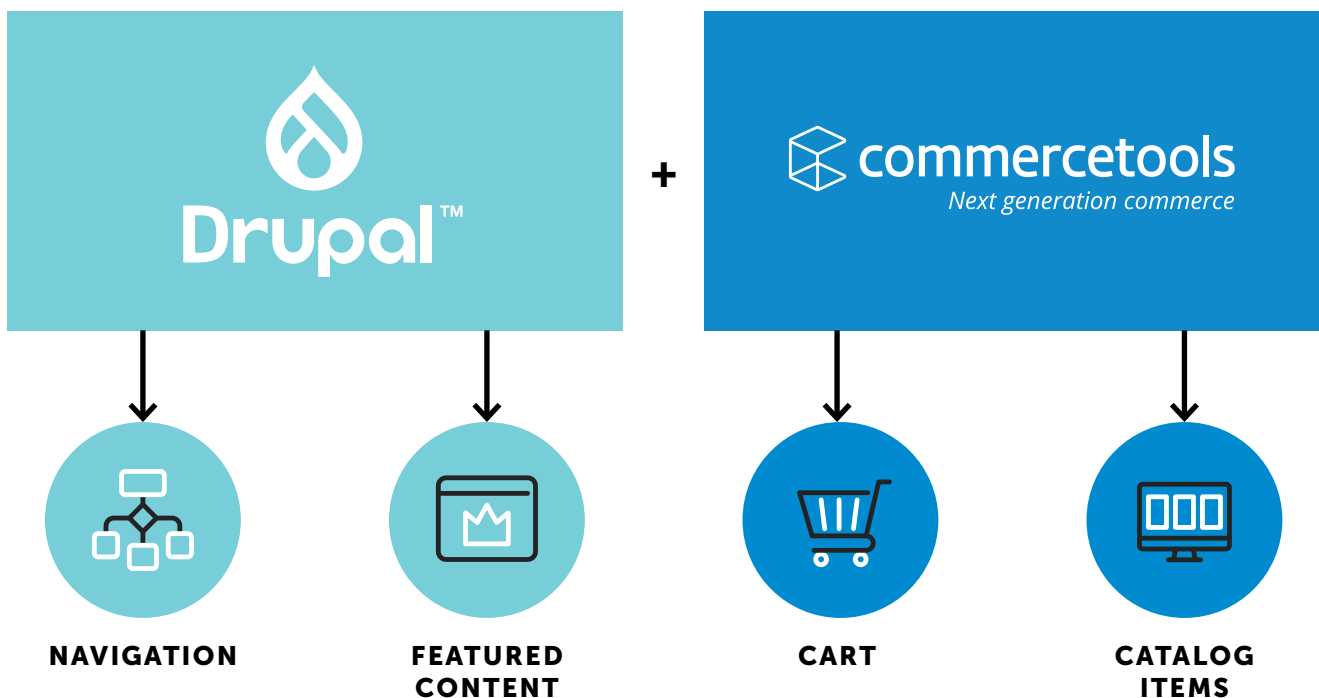 Drupal™
+
commercetools
Next generation commerce
NAVIGATION
FEATURED
CONTENT
CART
CATALOG
ITEMS